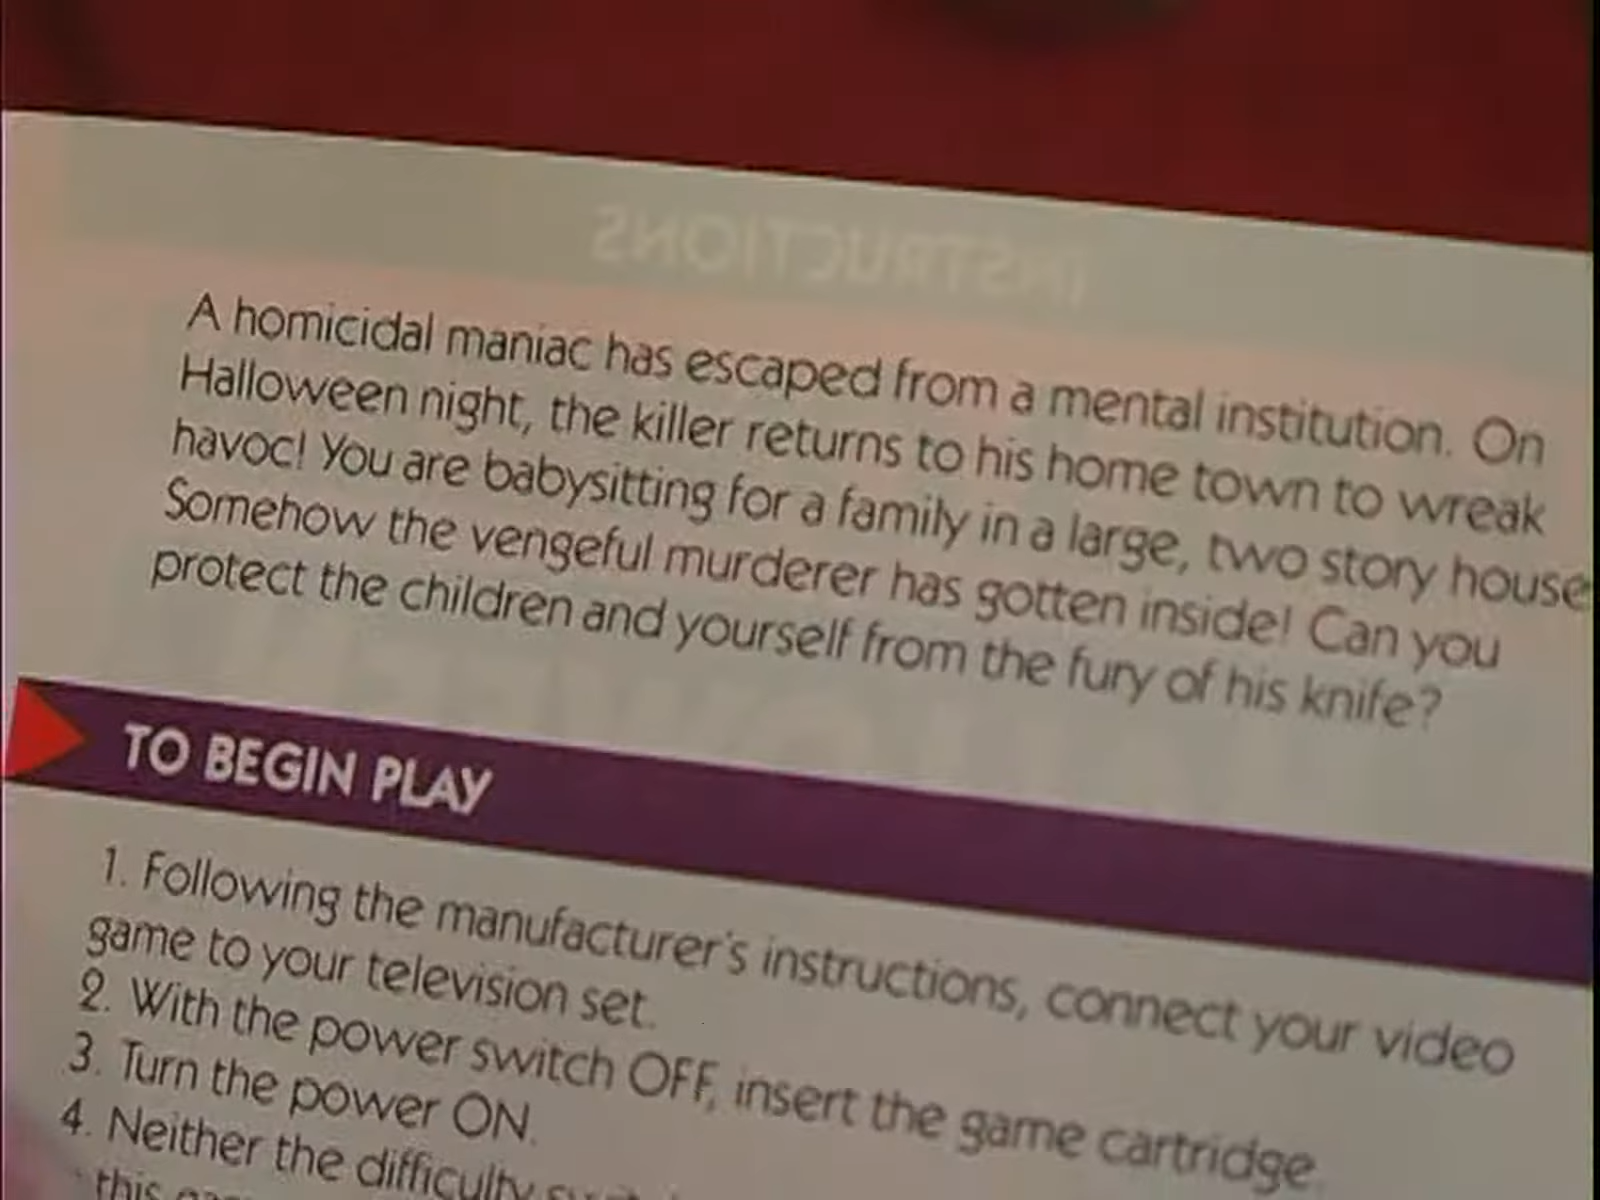 INSTRUCTIONS
A homicidal maniac has escaped from a mental institution. On
Halloween night, the killer returns to his home town to wreak
havoc! You are babysitting for a family in a large, two story house
Somehow the vengeful murderer has gotten inside! Can you
protect the children and yourself from the fury of his knife?
TO BEGIN PLAY
1. Following the manufacturer's instructions, connect your video
game to your television set.
2. With the power switch OFF, insert the game cartridge.
3. Turn the power ON.
4. Neither the difficulty
this